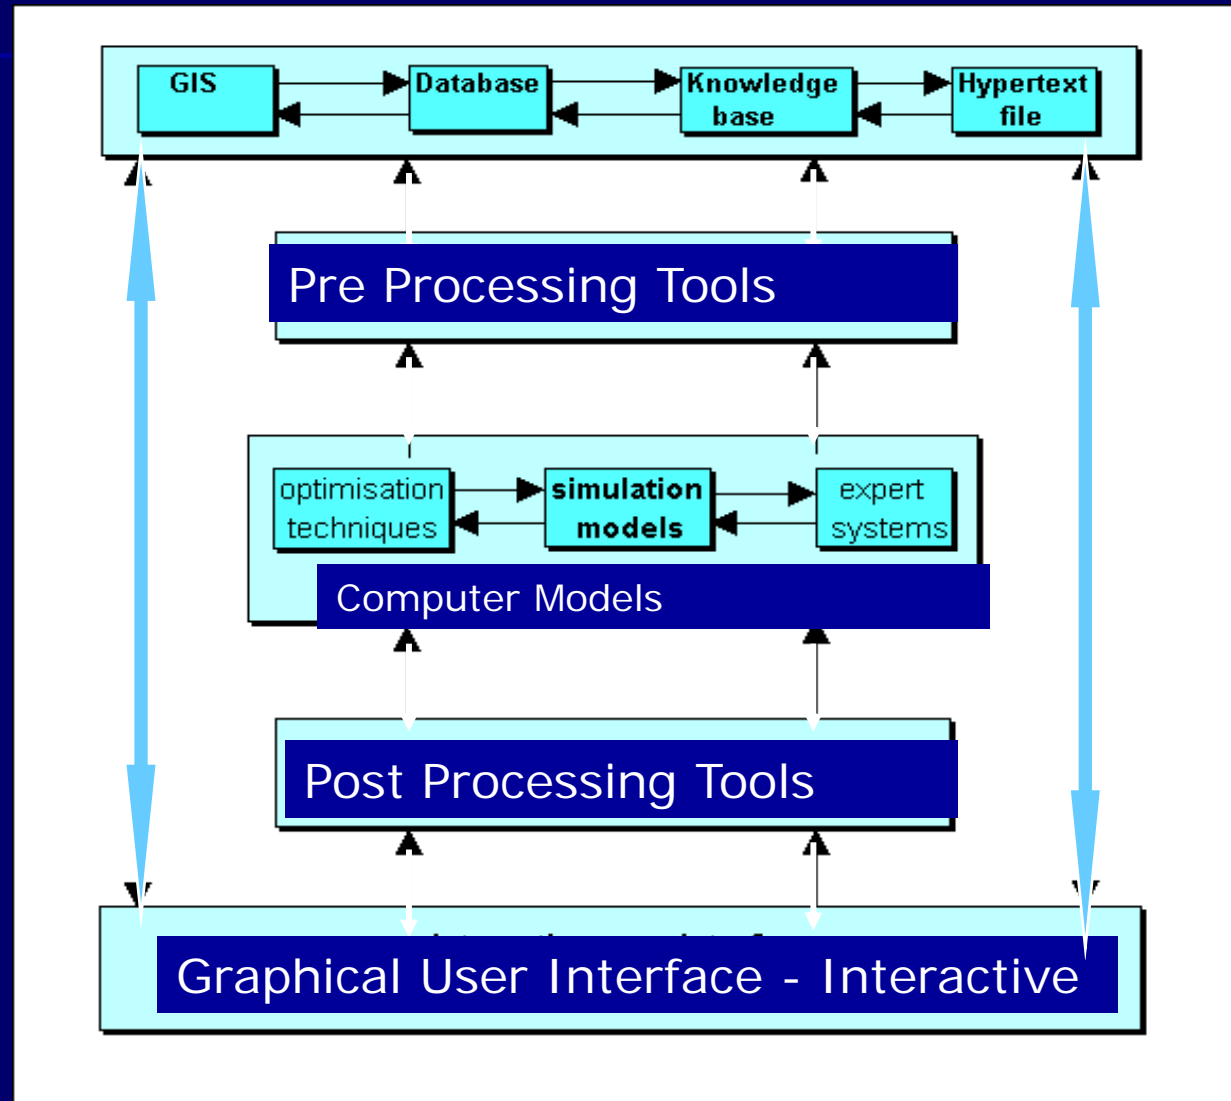 GIS
Database
Knowledge
base
Hypertext
file
Pre Processing Tools
optimisation
techniques
simulation
models
expert
systems
Computer Models
Post Processing Tools
Graphical User Interface - Interactive